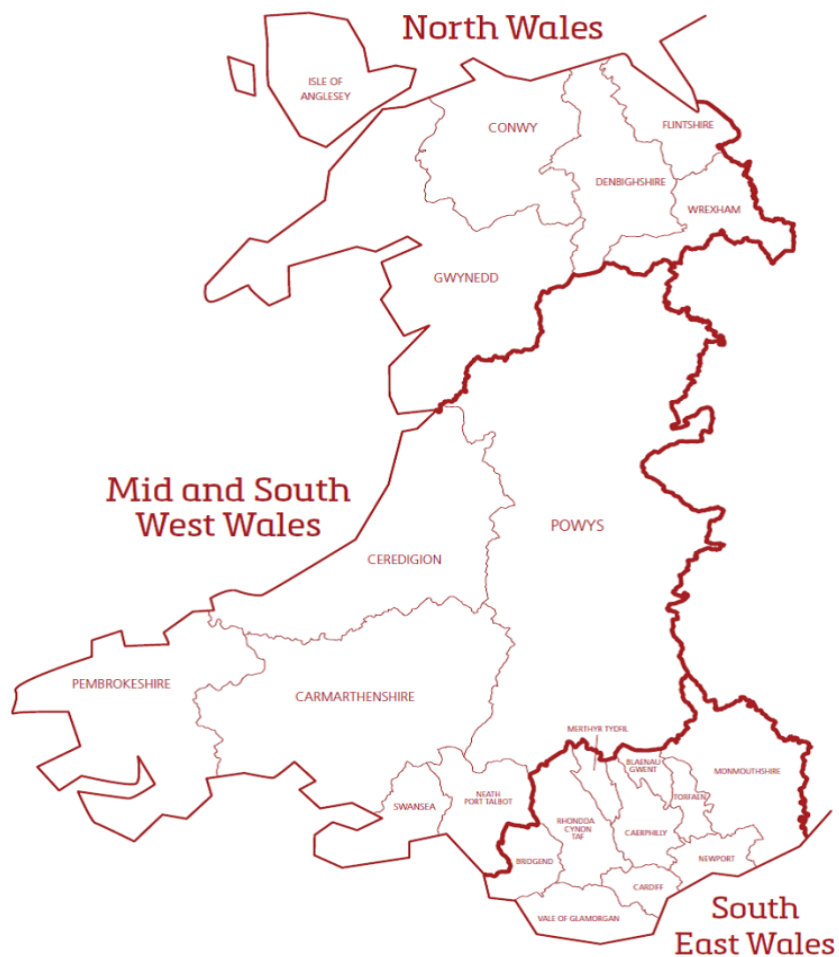 North Wales
ISLE OF
ANGLESEY
CONWY
FLINTSHIRE
DENBIGHSHIRE
WREXHAM
GWYNEDD
Mid and South
West Wales
POWYS
CEREDIGION
PEMBROKESHIRE
CARMARTHENSHIRE
MERTHYR TYDFIL
BLAENAU
GWENT
MONMOUTHSHIRE
TORFAEN
NEATH
PORT TALBOT
SWANSEA
RHONDDA
CYNON
TAF
CAERPHILLY
BRIDGEND
NEWPORT
CARDIFF
VALE OF GLAMORGAN
South
East Wales